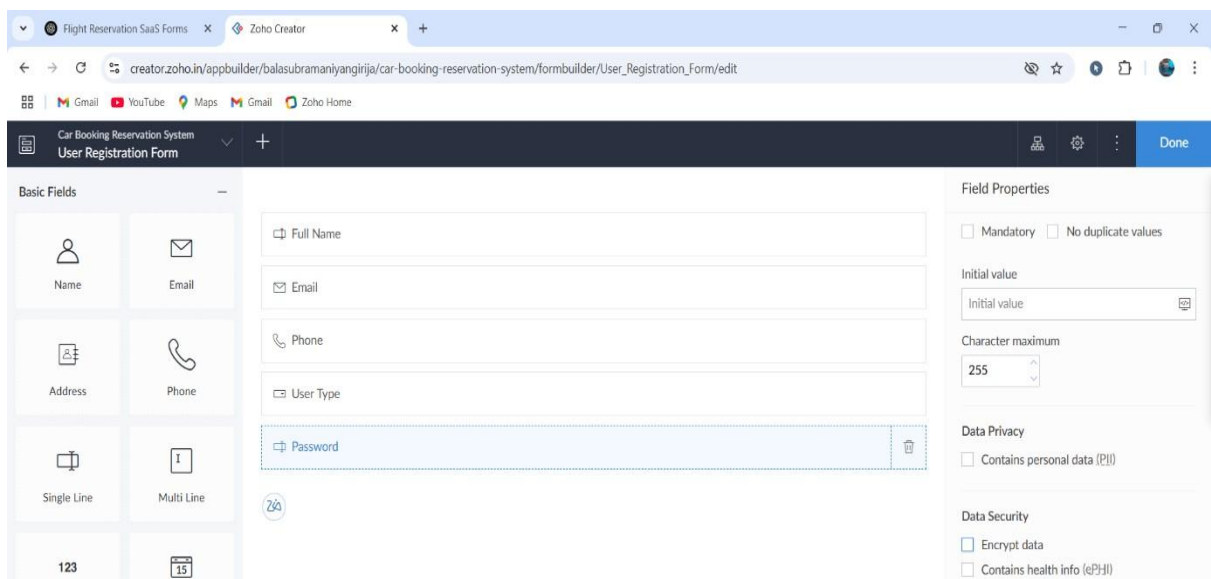 Flight Reservation SaaS Forms
Zoho Creator
creator.zoho.in/appbuilder/balasubramaniyangirija/car-booking-reservation-system/formbuilder/User_Registration_Form/edit
Gmail YouTube Maps Gmail Zoho Home
Car Booking Reservation System
User Registration Form
Done
Basic Fields
Name Email
Address Phone
Single Line Multi Line
123 15
Full Name
Email
Phone
User Type
Password
Zia
Field Properties
Mandatory No duplicate values
Initial value
Initial value
Character maximum
255
Data Privacy
Contains personal data (PII)
Data Security
Encrypt data
Contains health info (ePHI)